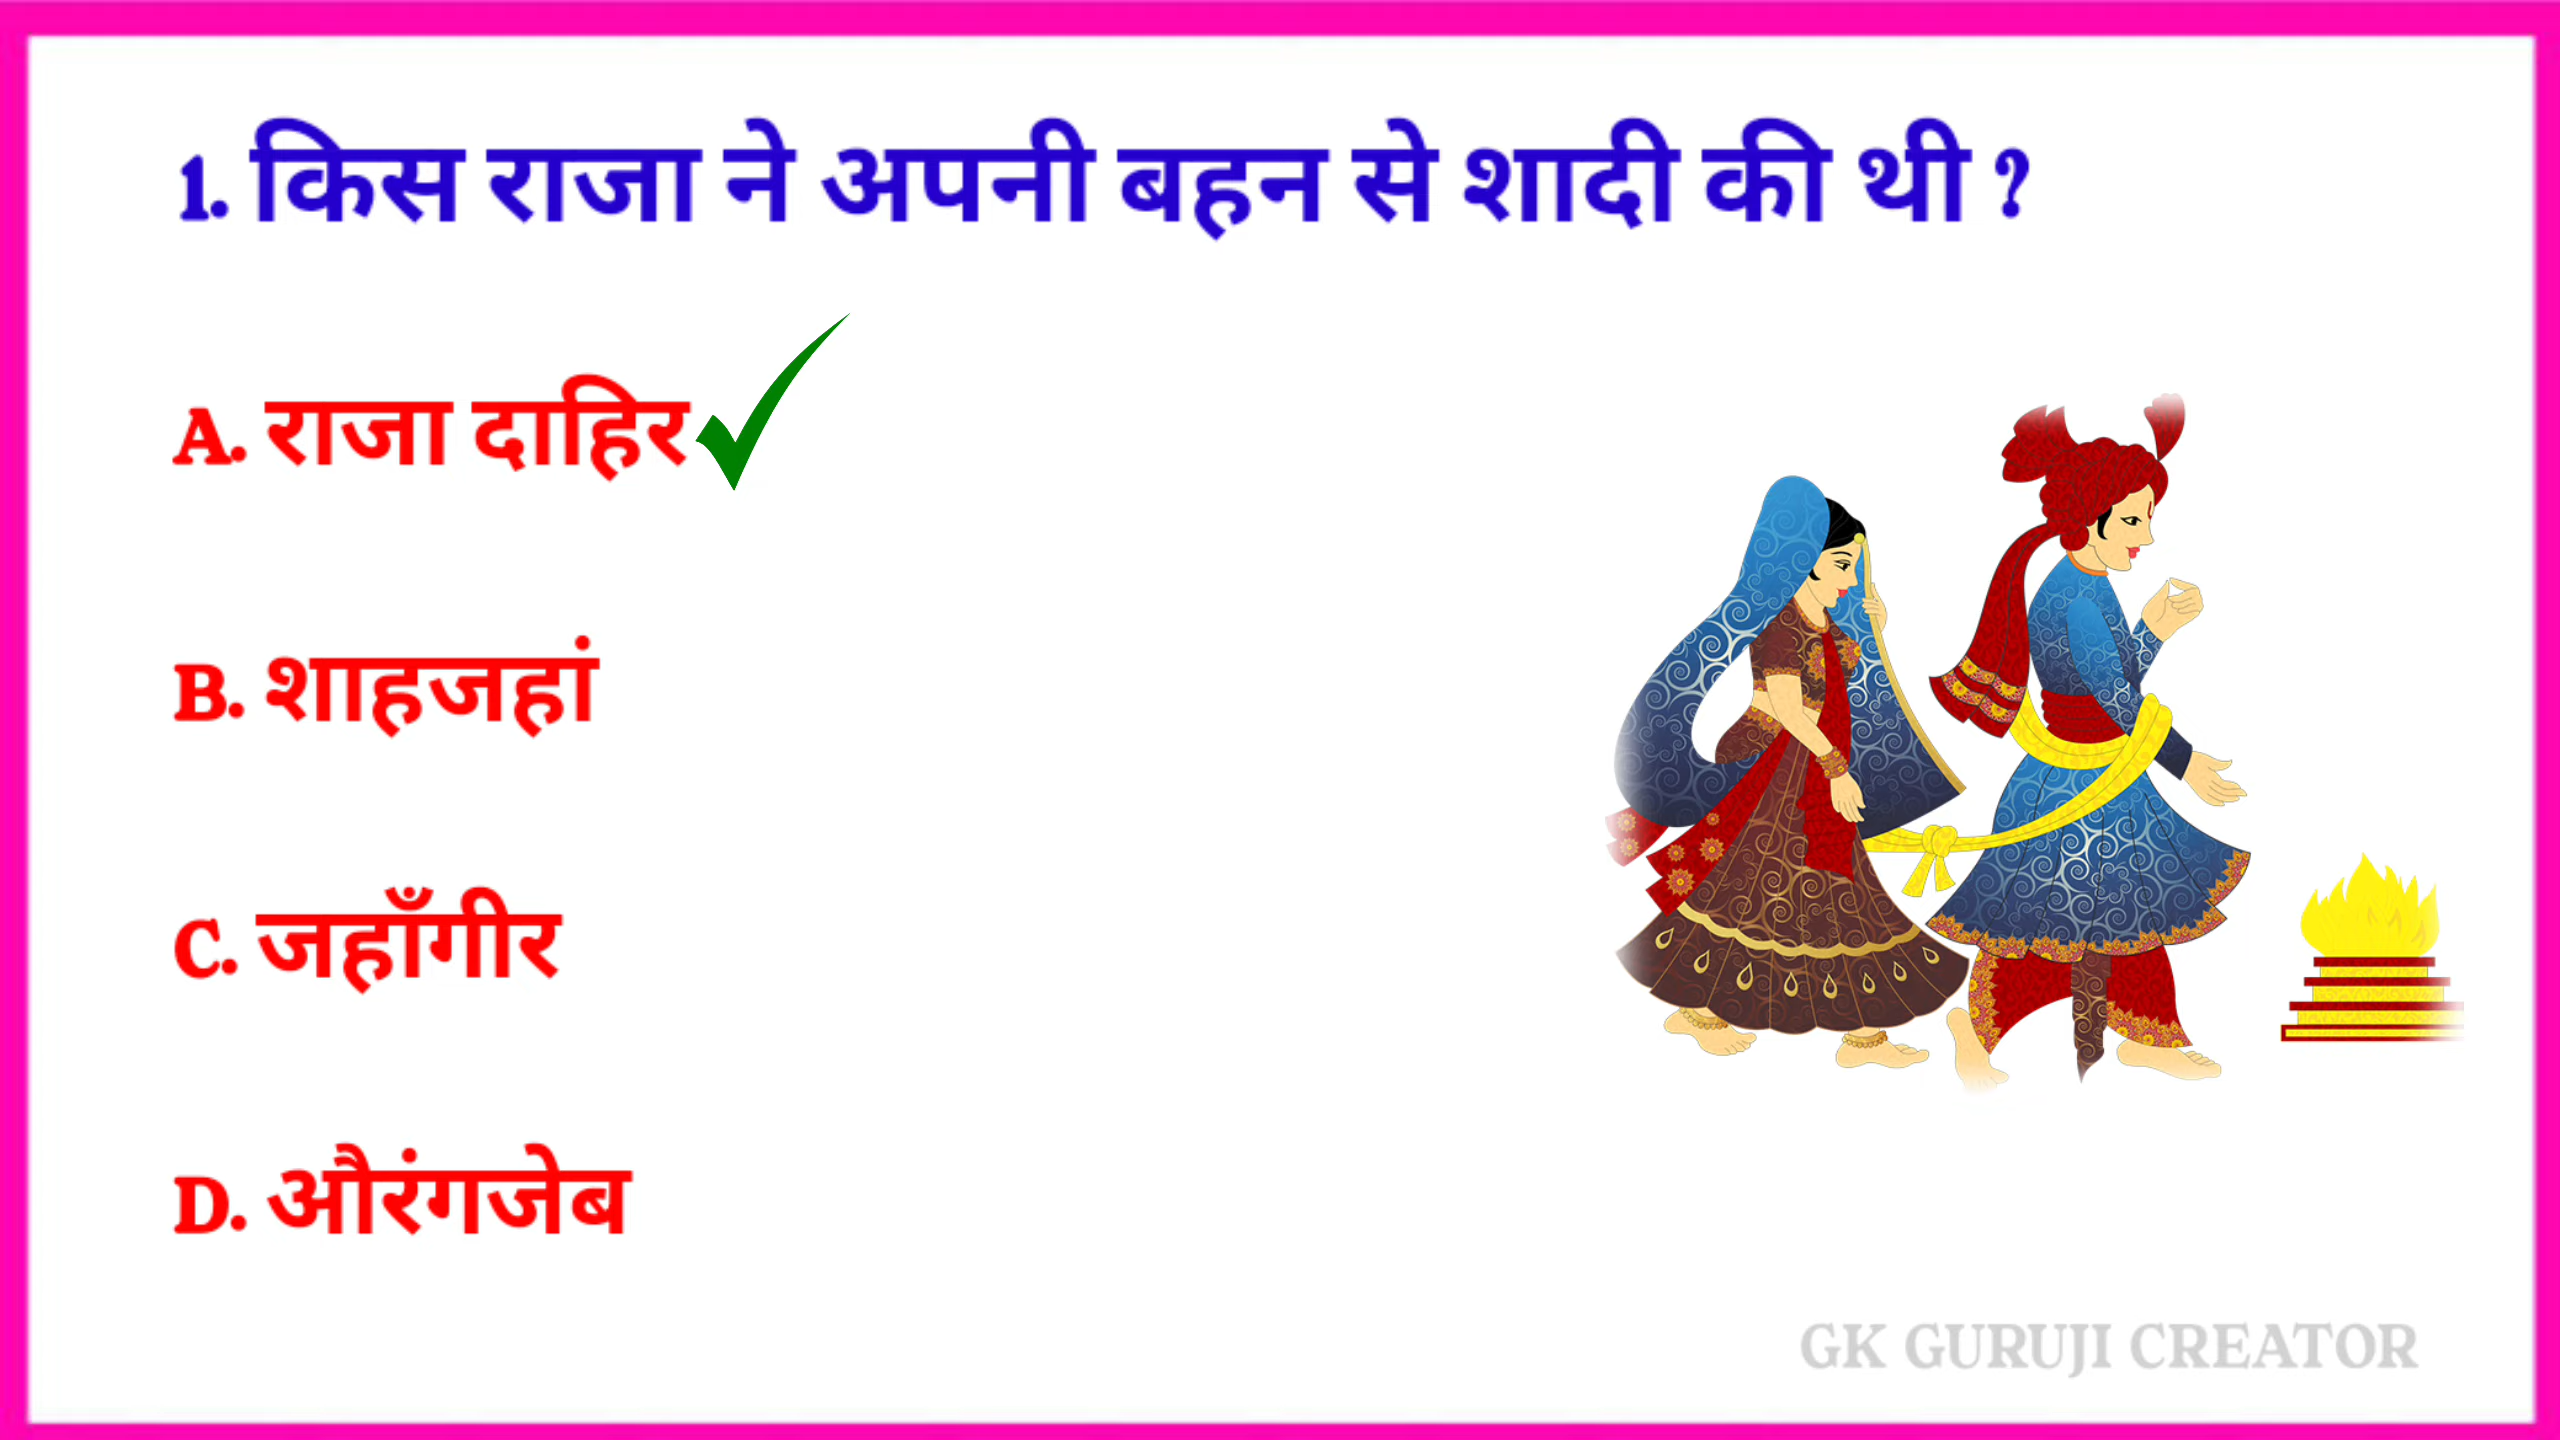 1. किस राजा ने अपनी बहन से शादी की थी ?
A. राजा दाहिर
B. शाहजहां
C. जहाँगीर
D. औरंगजेब
GK GURUJI CREATOR